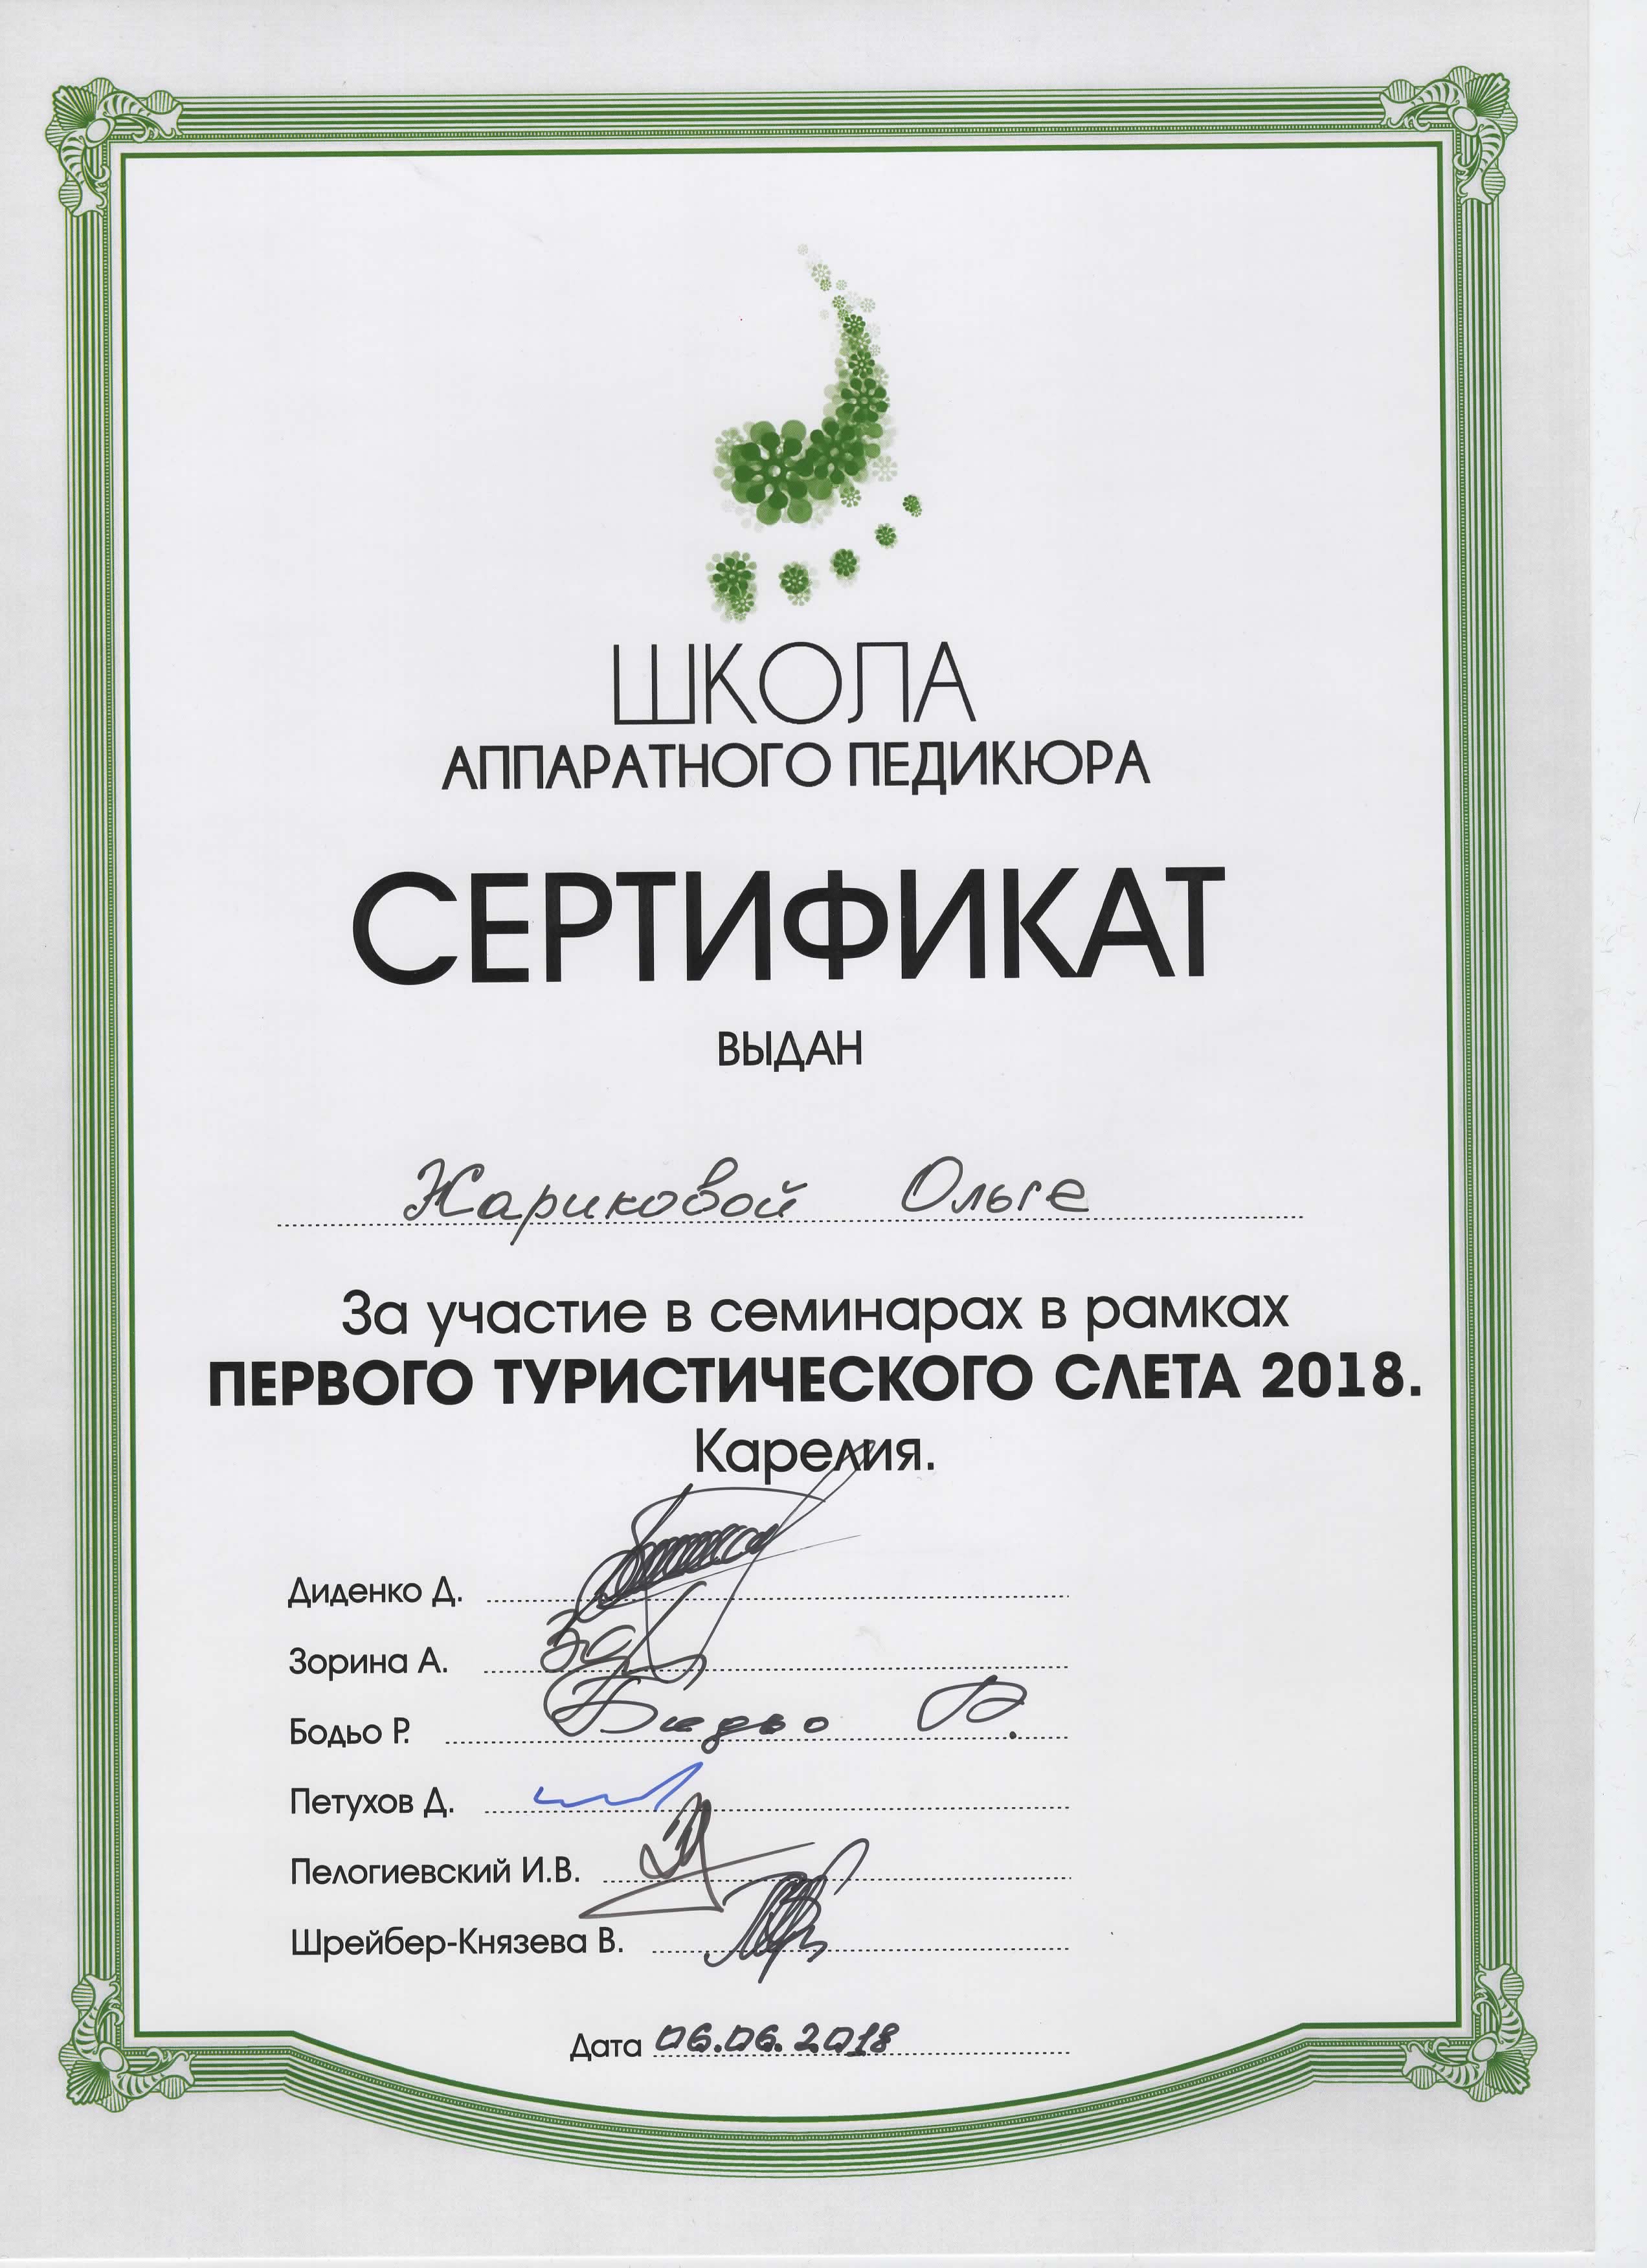 ШКОЛА
АППАРАТНОГО ПЕДИКЮРА
СЕРТИФИКАТ
ВЫДАН
Жариковой Ольге
За участие в семинарах в рамках
ПЕРВОГО ТУРИСТИЧЕСКОГО СЛЕТА 2018.
Карелия.
Диденко Д.
Зорина А.
Бодьо Р. Бодьо Р.
Петухов Д.
Пелогиевский И.В.
Шрейбер-Князева В.
Дата 06.06.2018